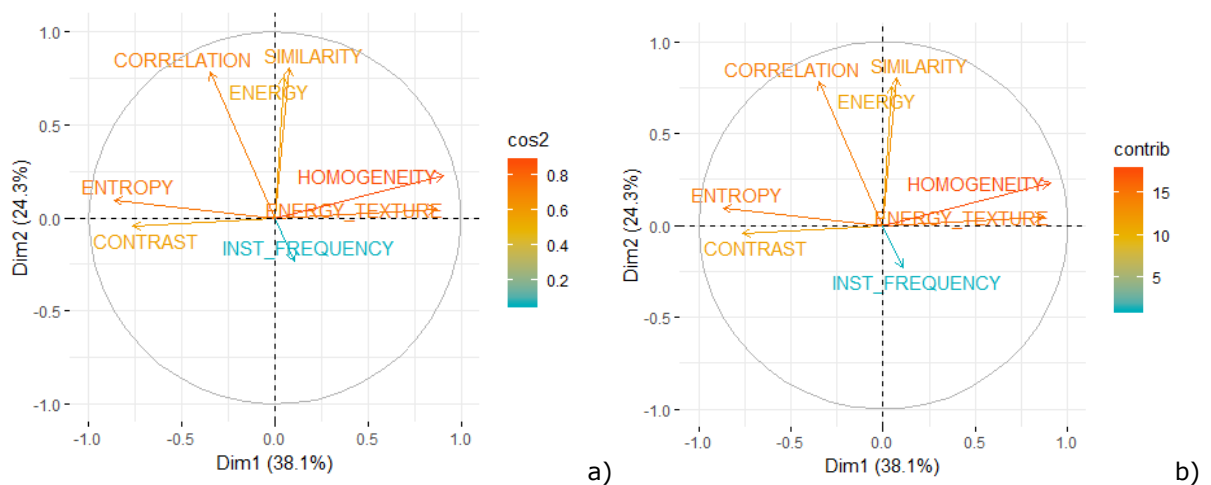 1.0
0.5
0.0
-0.5
-1.0
Dim2 (24.3%)
CORRELATION
SIMILARITY
ENERGY
HOMOGENEITY
ENTROPY
ENERGY_TEXTURE
CONTRAST
INST_FREQUENCY
-1.0 -0.5 0.0 0.5 1.0
Dim1 (38.1%)
cos2
0.8
0.6
0.4
0.2
a)
1.0
0.5
0.0
-0.5
-1.0
Dim2 (24.3%)
CORRELATION
SIMILARITY
ENERGY
HOMOGENEITY
ENTROPY
ENERGY_TEXTURE
CONTRAST
INST_FREQUENCY
-1.0 -0.5 0.0 0.5 1.0
Dim1 (38.1%)
contrib
15
10
5
b)